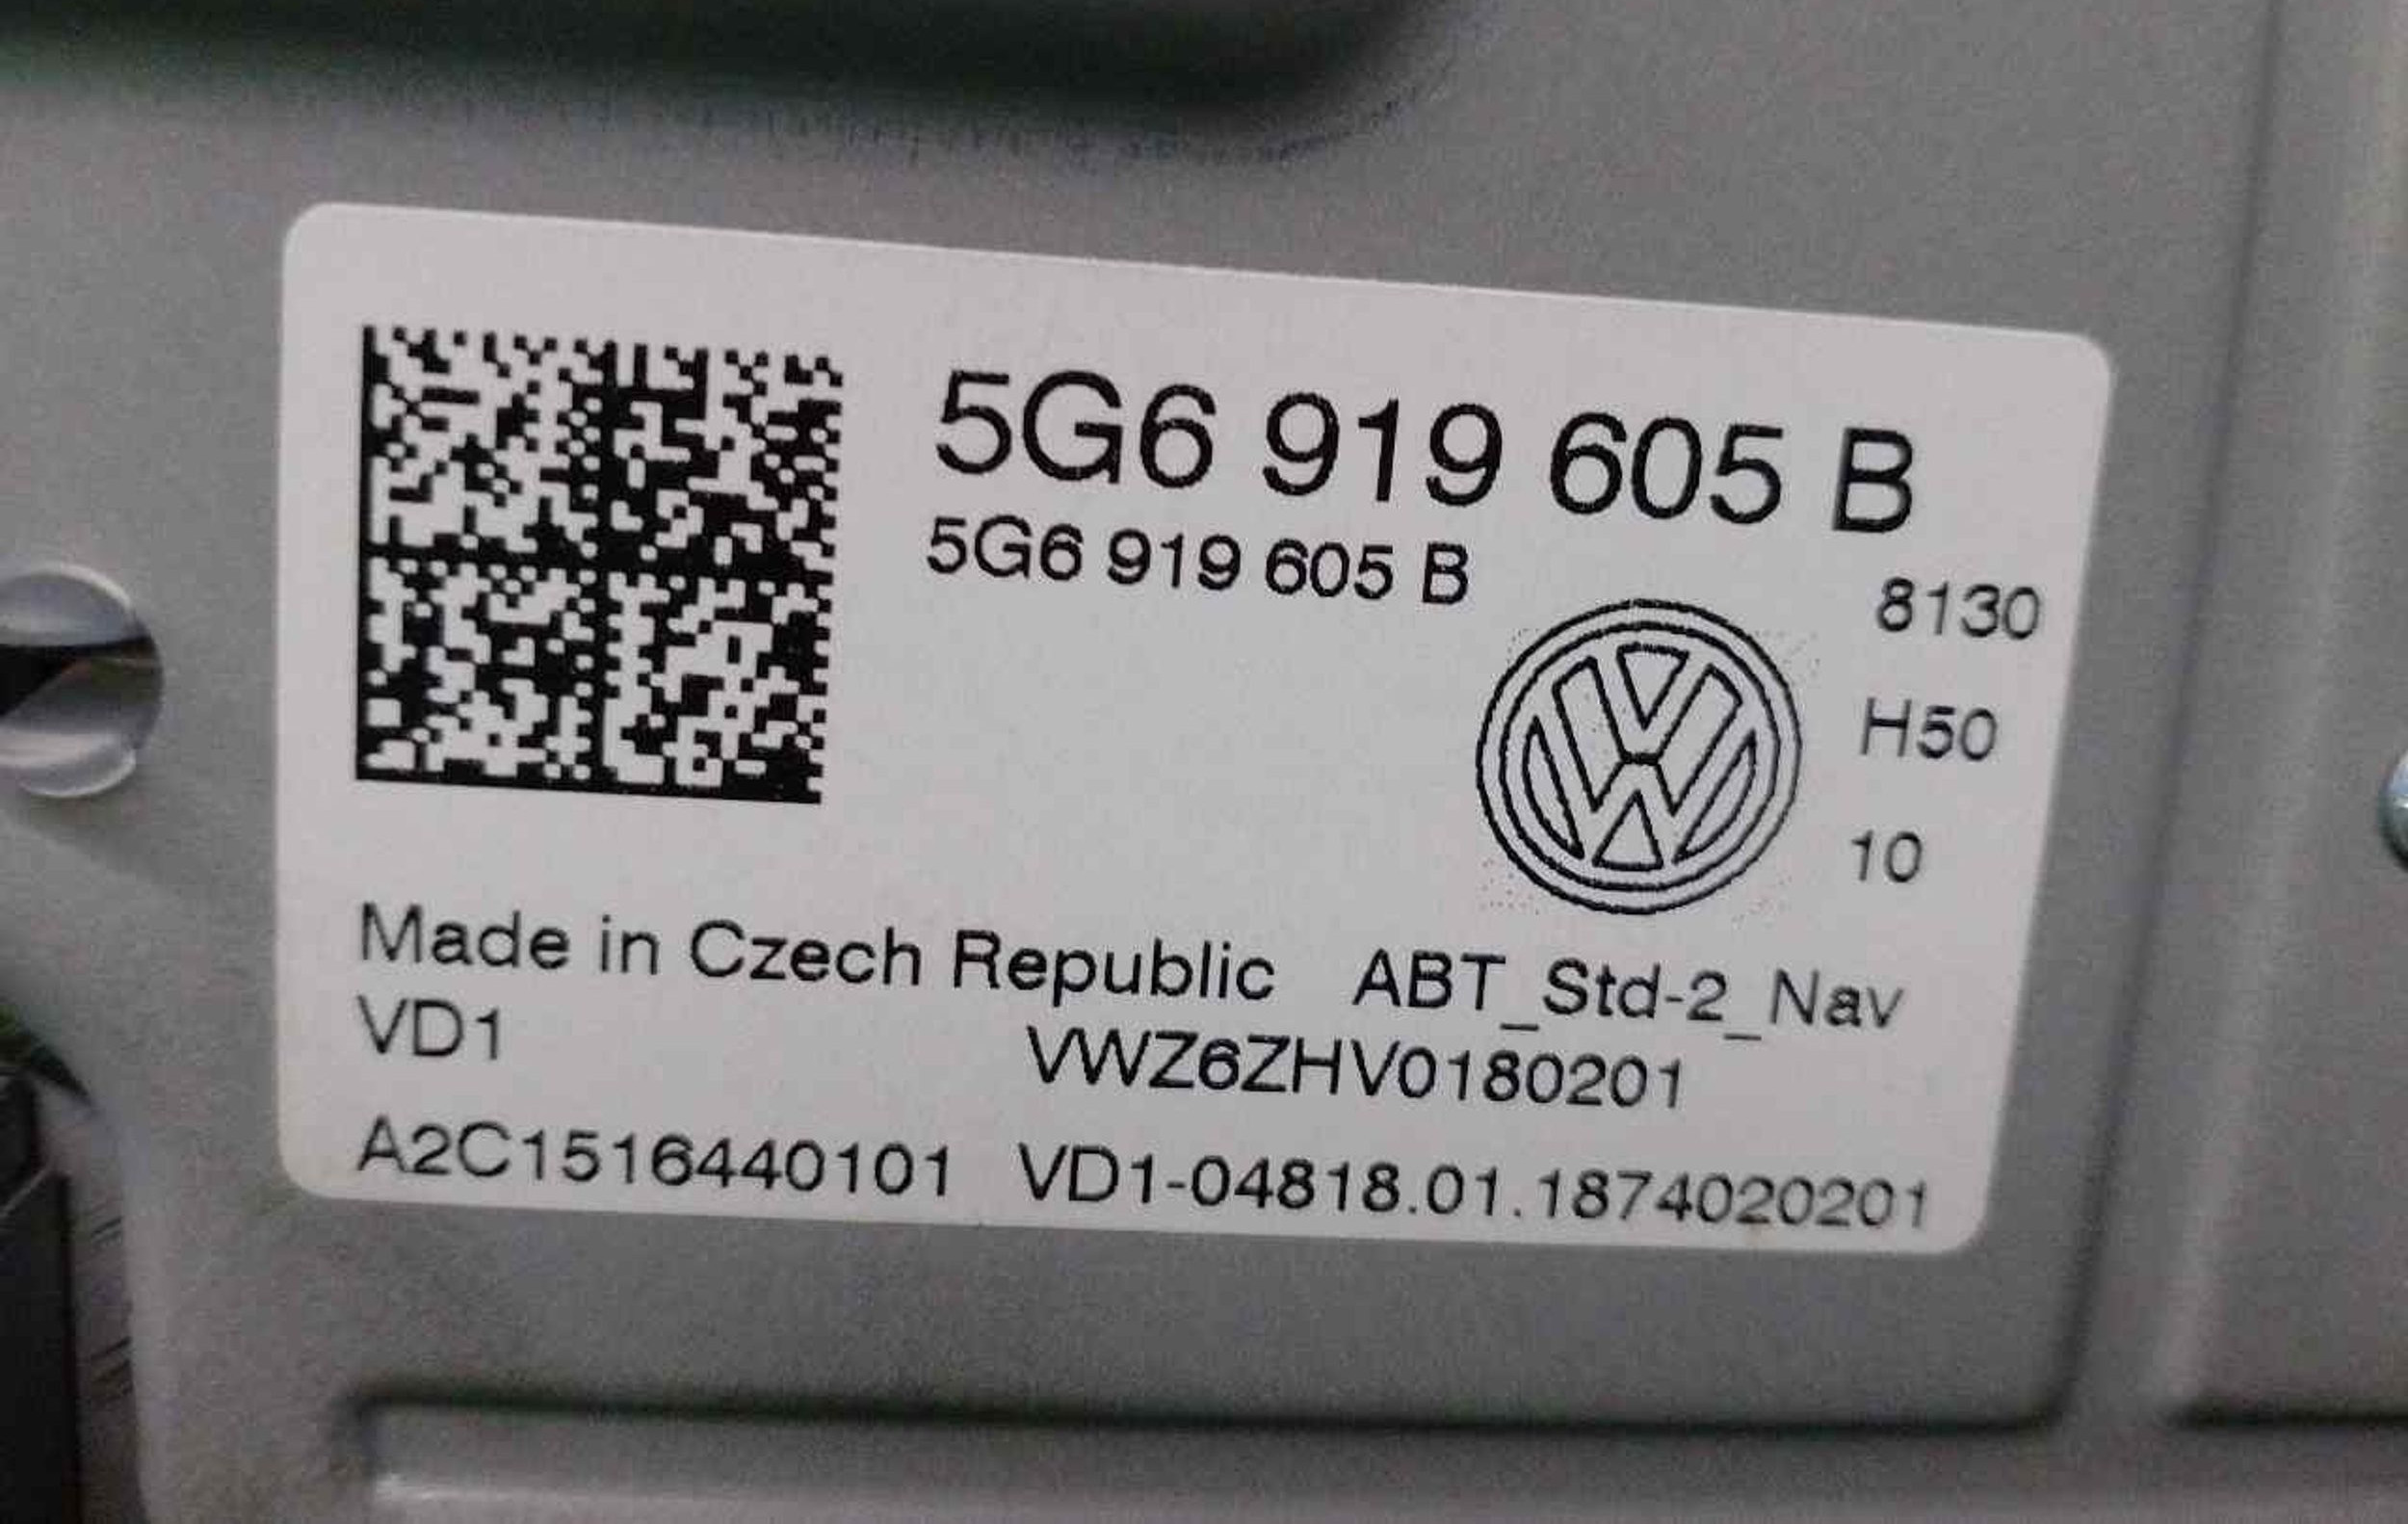 5G6 919 605 B
5G6 919 605 B
8130
H50
10
Made in Czech Republic ABT_Std-2_Nav
VD1 VWZ6ZHV0180201
A2C1516440101 VD1-04818.01.1874020201